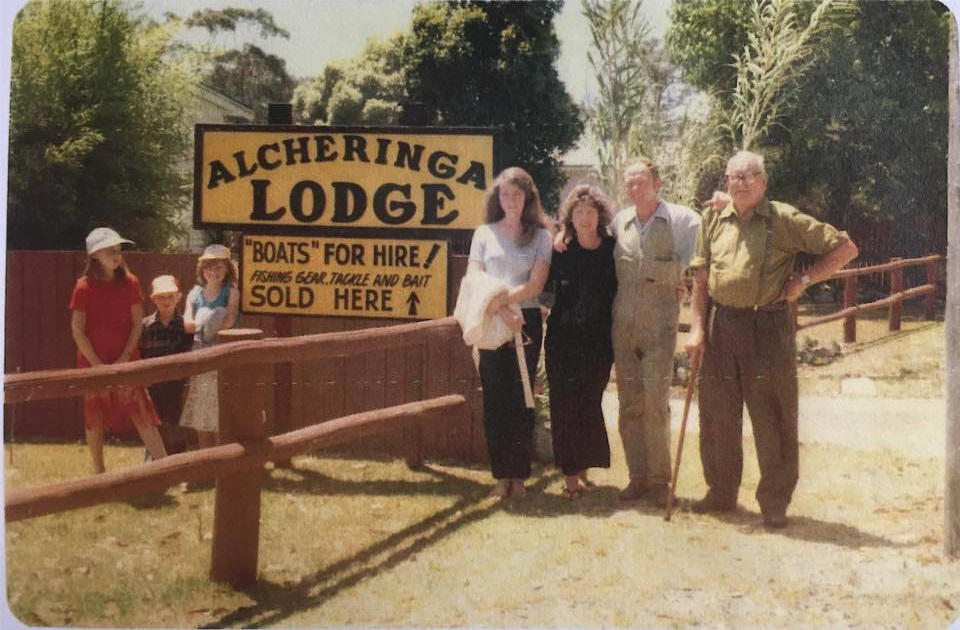 ALCHERINGA
LODGE
"BOATS" FOR HIRE!
FISHING GEAR. TACKLE AND BAIT
SOLD HERE ↑